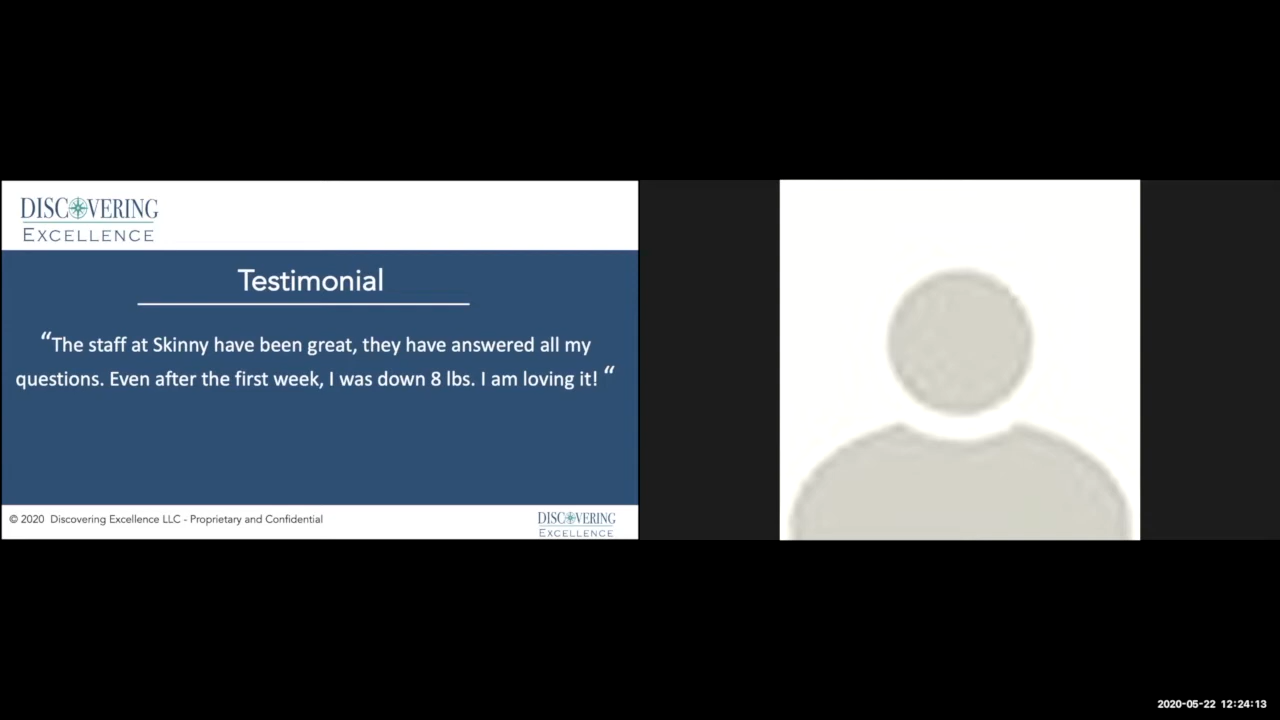 DISCOVERING
EXCELLENCE
Testimonial
“The staff at Skinny have been great, they have answered all my
questions. Even after the first week, I was down 8 lbs. I am loving it! “
© 2020 Discovering Excellence LLC - Proprietary and Confidential
DISCOVERING
EXCELLENCE
2020-05-22 12:24:13